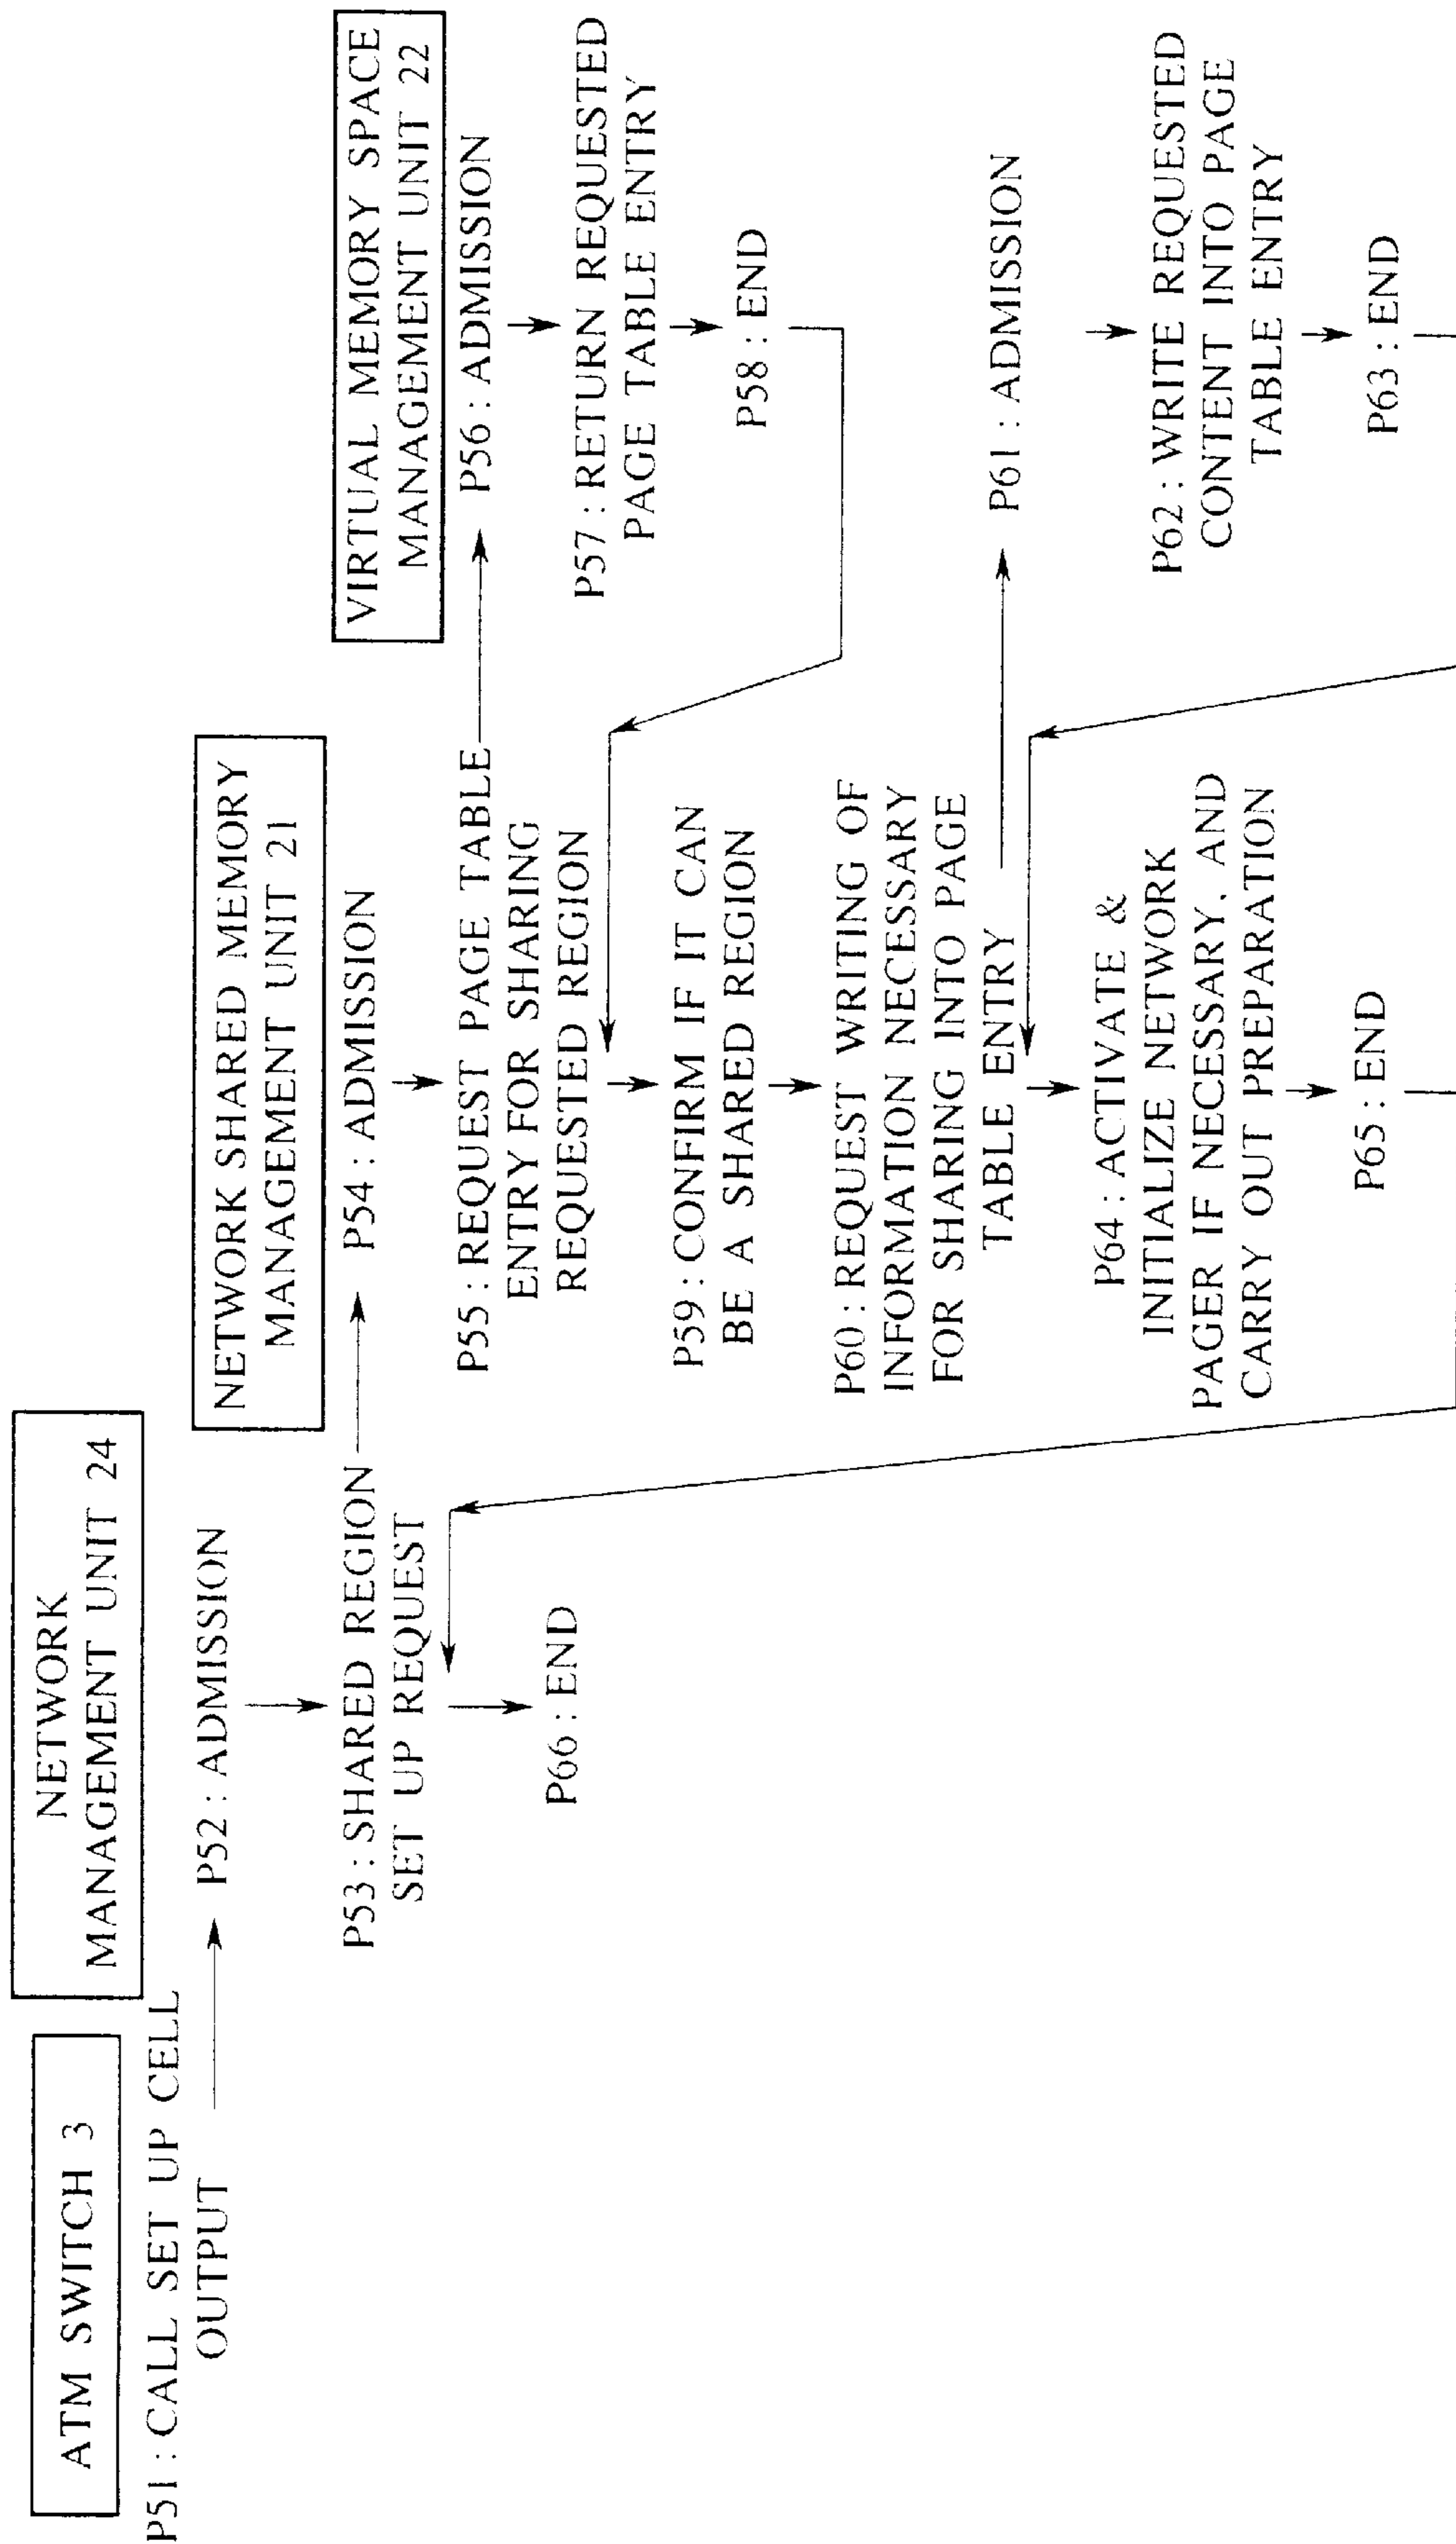 ATM SWITCH 3
P51 : CALL SET UP CELL
OUTPUT
NETWORK
MANAGEMENT UNIT 24
P52 : ADMISSION
P53 : SHARED REGION
SET UP REQUEST
P66 : END
NETWORK SHARED MEMORY
MANAGEMENT UNIT 21
P54 : ADMISSION
P55 : REQUEST PAGE TABLE
ENTRY FOR SHARING
REQUESTED REGION
P59 : CONFIRM IF IT CAN
BE A SHARED REGION
P60 : REQUEST WRITING OF
INFORMATION NECESSARY
FOR SHARING INTO PAGE
TABLE ENTRY
P64 : ACTIVATE &
INITIALIZE NETWORK
PAGER IF NECESSARY, AND
CARRY OUT PREPARATION
P65 : END
VIRTUAL MEMORY SPACE
MANAGEMENT UNIT 22
P56 : ADMISSION
P57 : RETURN REQUESTED
PAGE TABLE ENTRY
P58 : END
P61 : ADMISSION
P62 : WRITE REQUESTED
CONTENT INTO PAGE
TABLE ENTRY
P63 : END